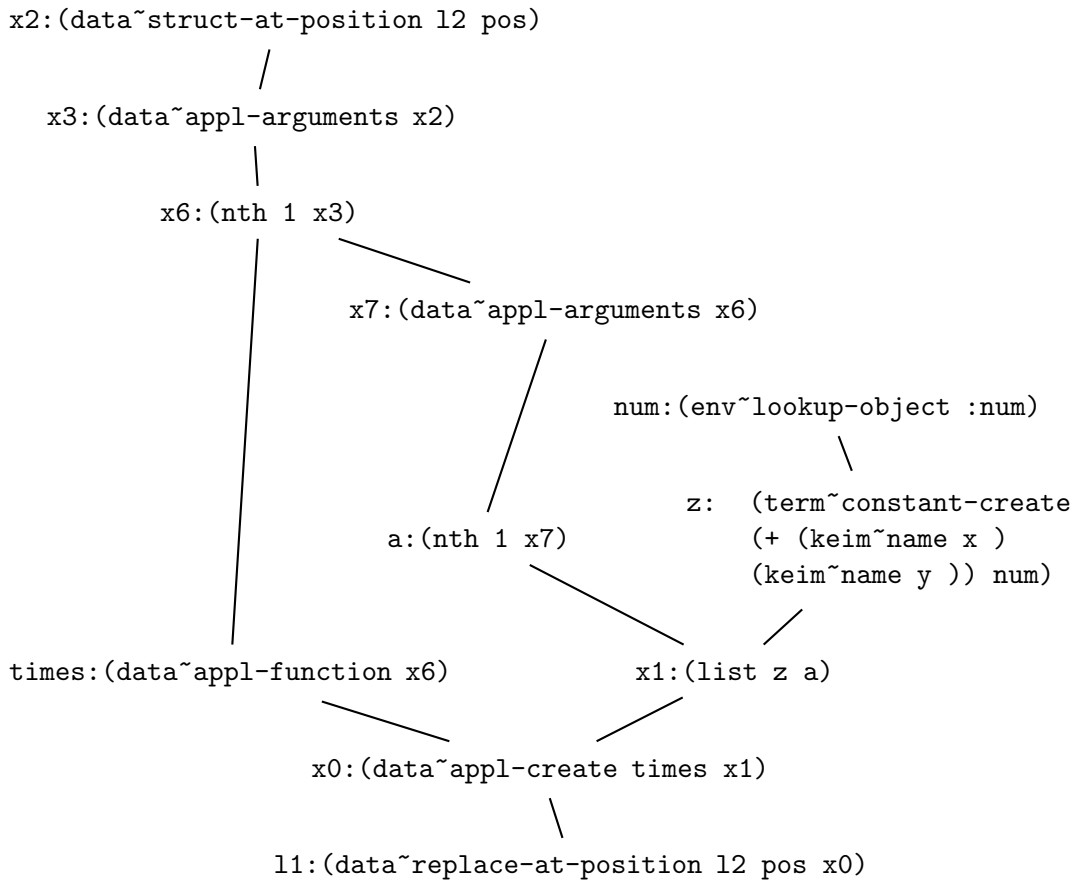 x2:(data~struct-at-position l2 pos)
x3:(data~appl-arguments x2)
x6:(nth 1 x3)
x7:(data~appl-arguments x6)
num:(env~lookup-object :num)
z: (term~constant-create
a:(nth 1 x7)
(+ (keim~name x )
(keim~name y )) num)
times:(data~appl-function x6)
x1:(list z a)
x0:(data~appl-create times x1)
l1:(data~replace-at-position l2 pos x0)